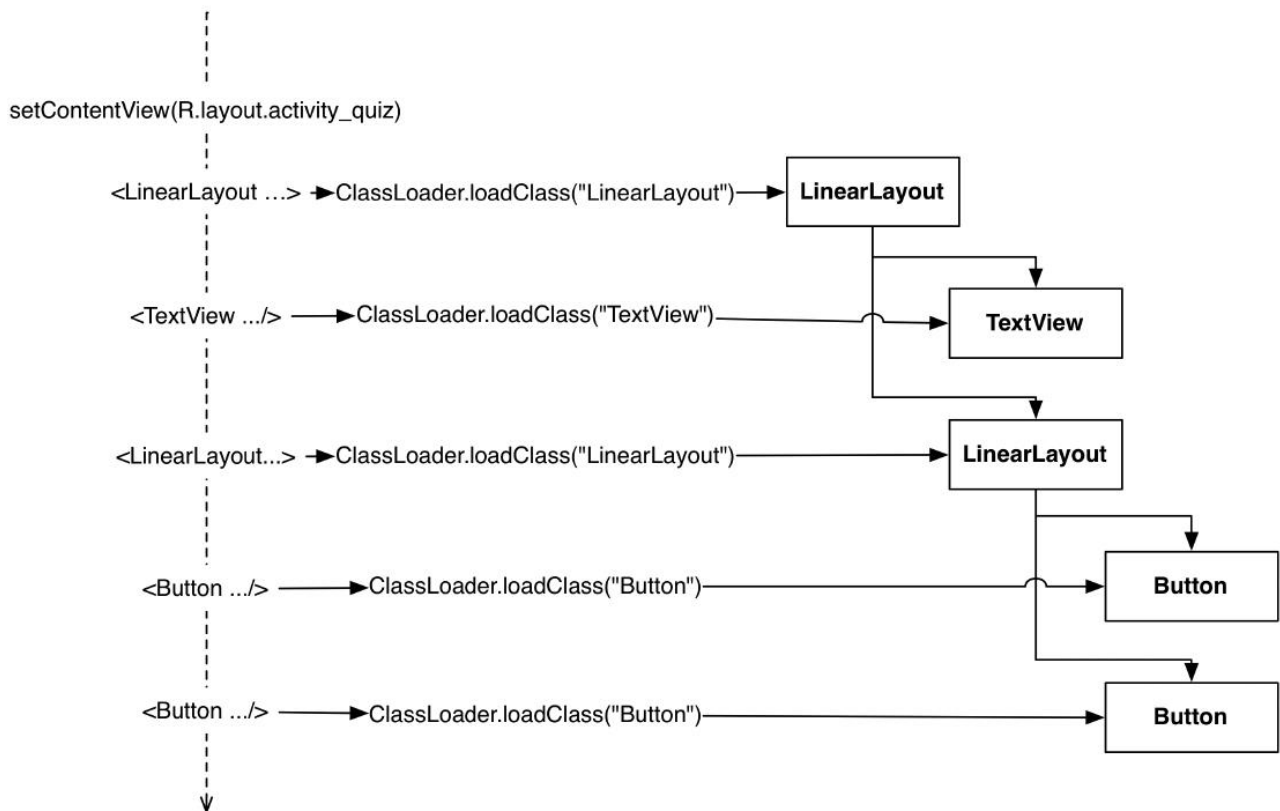 setContentView(R.layout.activity_quiz)
<LinearLayout ...> ClassLoader.loadClass("LinearLayout") LinearLayout
<TextView .../> ClassLoader.loadClass("TextView") TextView
<LinearLayout...> ClassLoader.loadClass("LinearLayout") LinearLayout
<Button .../> ClassLoader.loadClass("Button") Button
<Button .../> ClassLoader.loadClass("Button") Button